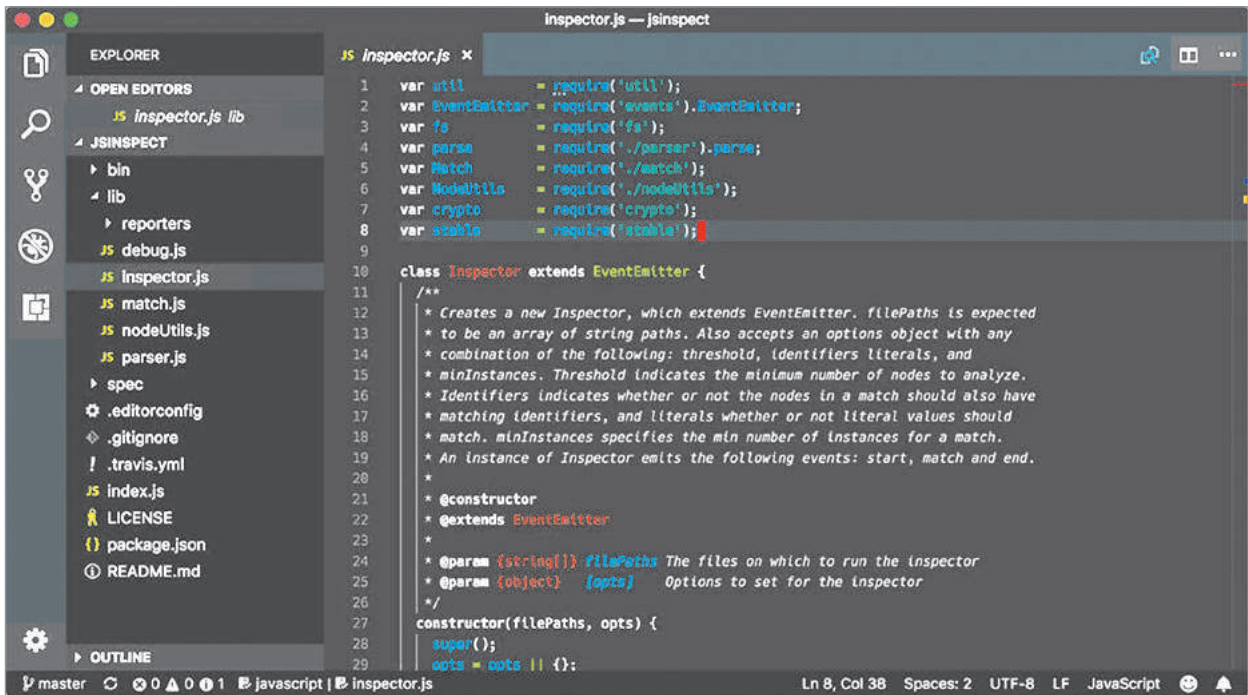 inspector.js — jsinspect
EXPLORER
OPEN EDITORS
JS inspector.js lib
JSINSPECT
bin
lib
reporters
JS debug.js
JS inspector.js
JS match.js
JS nodeUtils.js
JS parser.js
spec
.editorconfig
.gitignore
! .travis.yml
JS index.js
LICENSE
{} package.json
README.md
OUTLINE
JS inspector.js ×
1 var util = require('util');
2 var EventEmitter = require('events').EventEmitter;
3 var fs = require('fs');
4 var parse = require('./parser').parse;
5 var Match = require('./match');
6 var NodeUtils = require('./nodeUtils');
7 var crypto = require('crypto');
8 var stable = require('stable');
9
10 class Inspector extends EventEmitter {
11 /**
12 * Creates a new Inspector, which extends EventEmitter. filePaths is expected
13 * to be an array of string paths. Also accepts an options object with any
14 * combination of the following: threshold, identifiers literals, and
15 * minInstances. Threshold indicates the minimum number of nodes to analyze.
16 * Identifiers indicates whether or not the nodes in a match should also have
17 * matching identifiers, and literals whether or not literal values should
18 * match. minInstances specifies the min number of instances for a match.
19 * An instance of Inspector emits the following events: start, match and end.
20 *
21 * @constructor
22 * @extends EventEmitter
23 *
24 * @param {string[]} filePaths The files on which to run the inspector
25 * @param {object} [opts] Options to set for the inspector
26 */
27 constructor(filePaths, opts) {
28 super();
29 opts = opts || {};
master 0 0 1 javascript | inspector.js Ln 8, Col 38 Spaces: 2 UTF-8 LF JavaScript